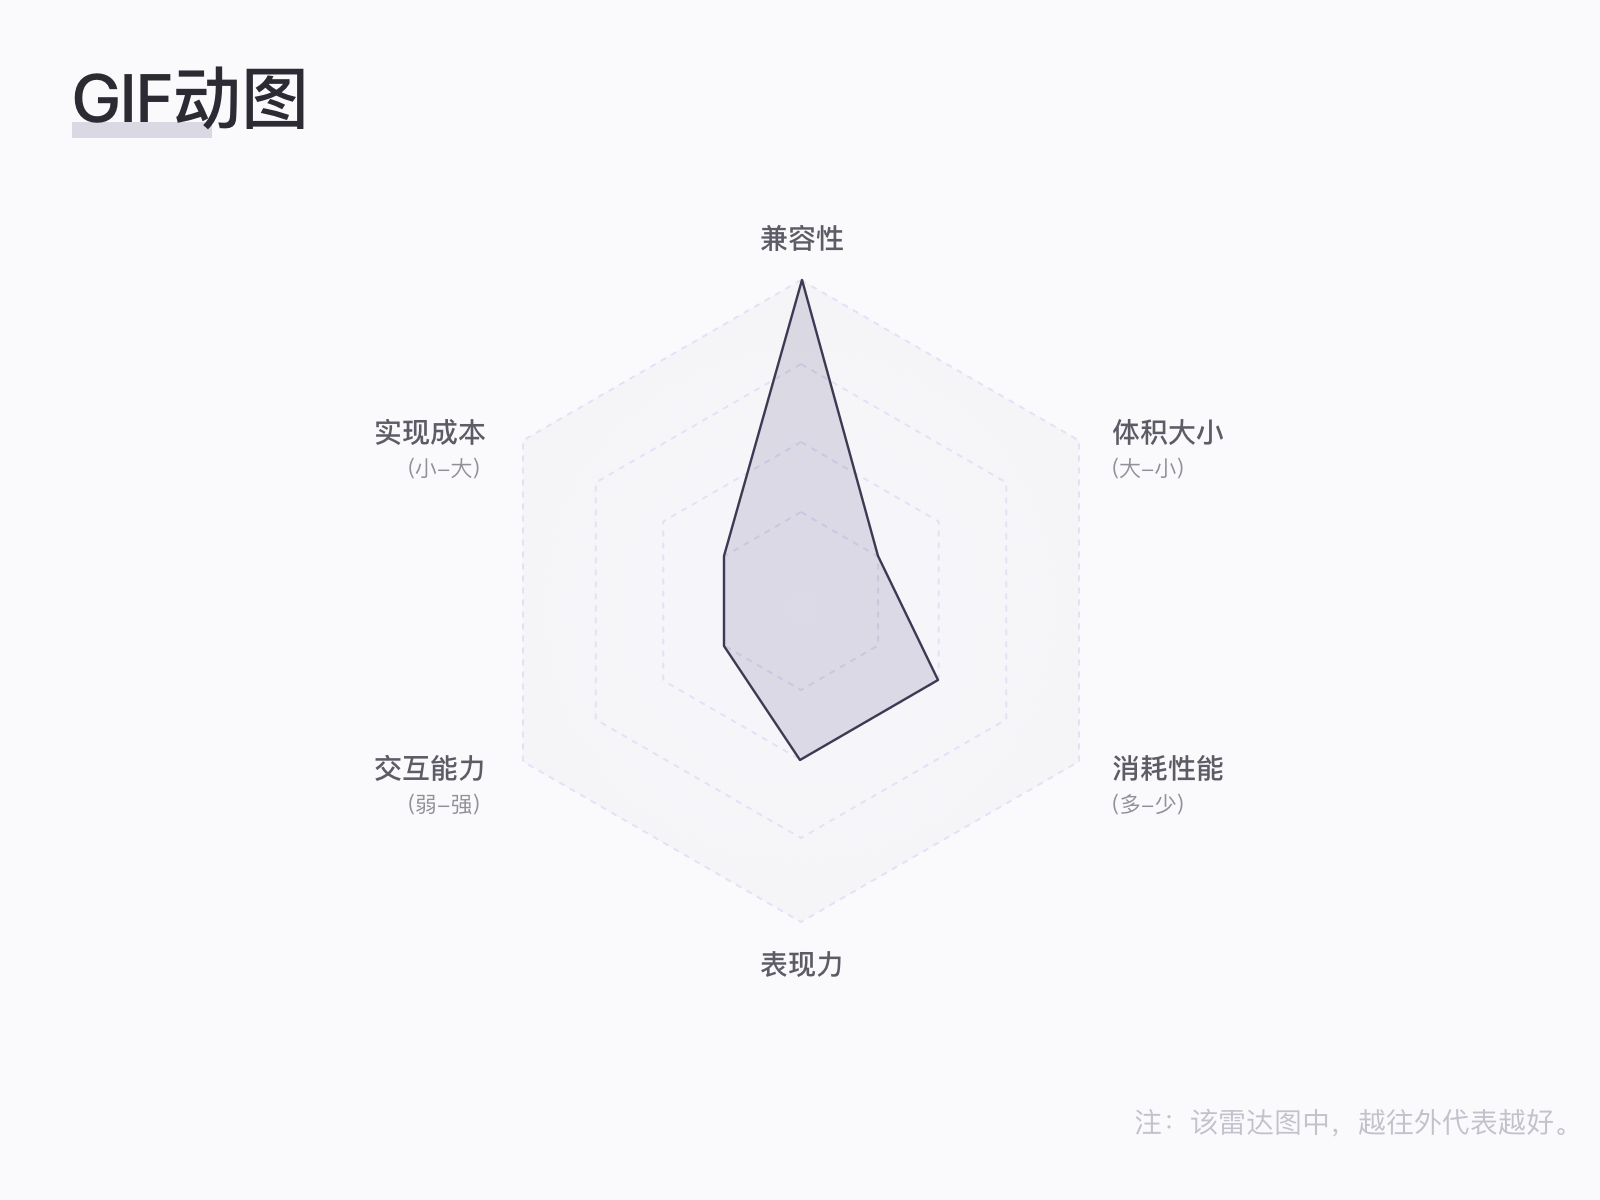 GIF动图
兼容性
实现成本
(小–大)
体积大小
(大–小)
交互能力
(弱–强)
消耗性能
(多–少)
表现力
注：该雷达图中，越往外代表越好。